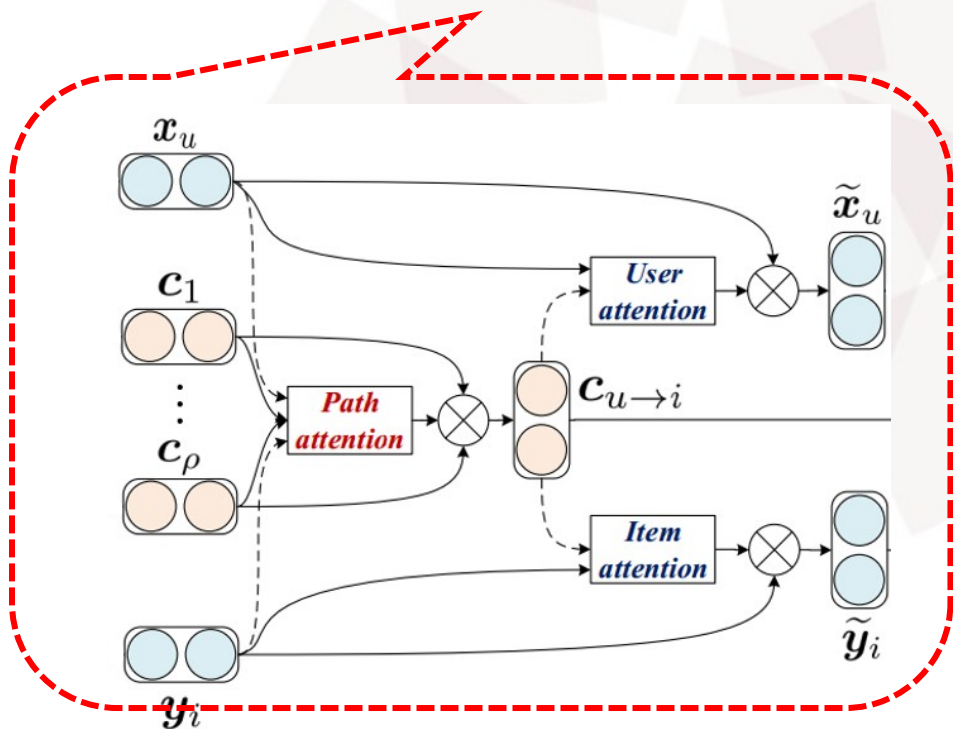 x_u
x̃_u
User
attention
c_1
⋮
Path
attention
c_{u→i}
c_ρ
Item
attention
ỹ_i
y_i